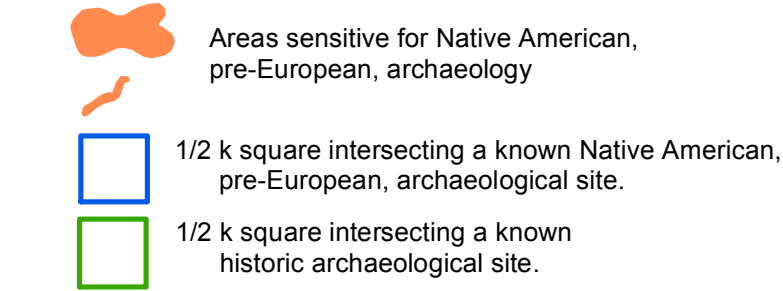 Areas sensitive for Native American,
pre-European, archaeology
1/2 k square intersecting a known Native American,
pre-European, archaeological site.
1/2 k square intersecting a known
historic archaeological site.